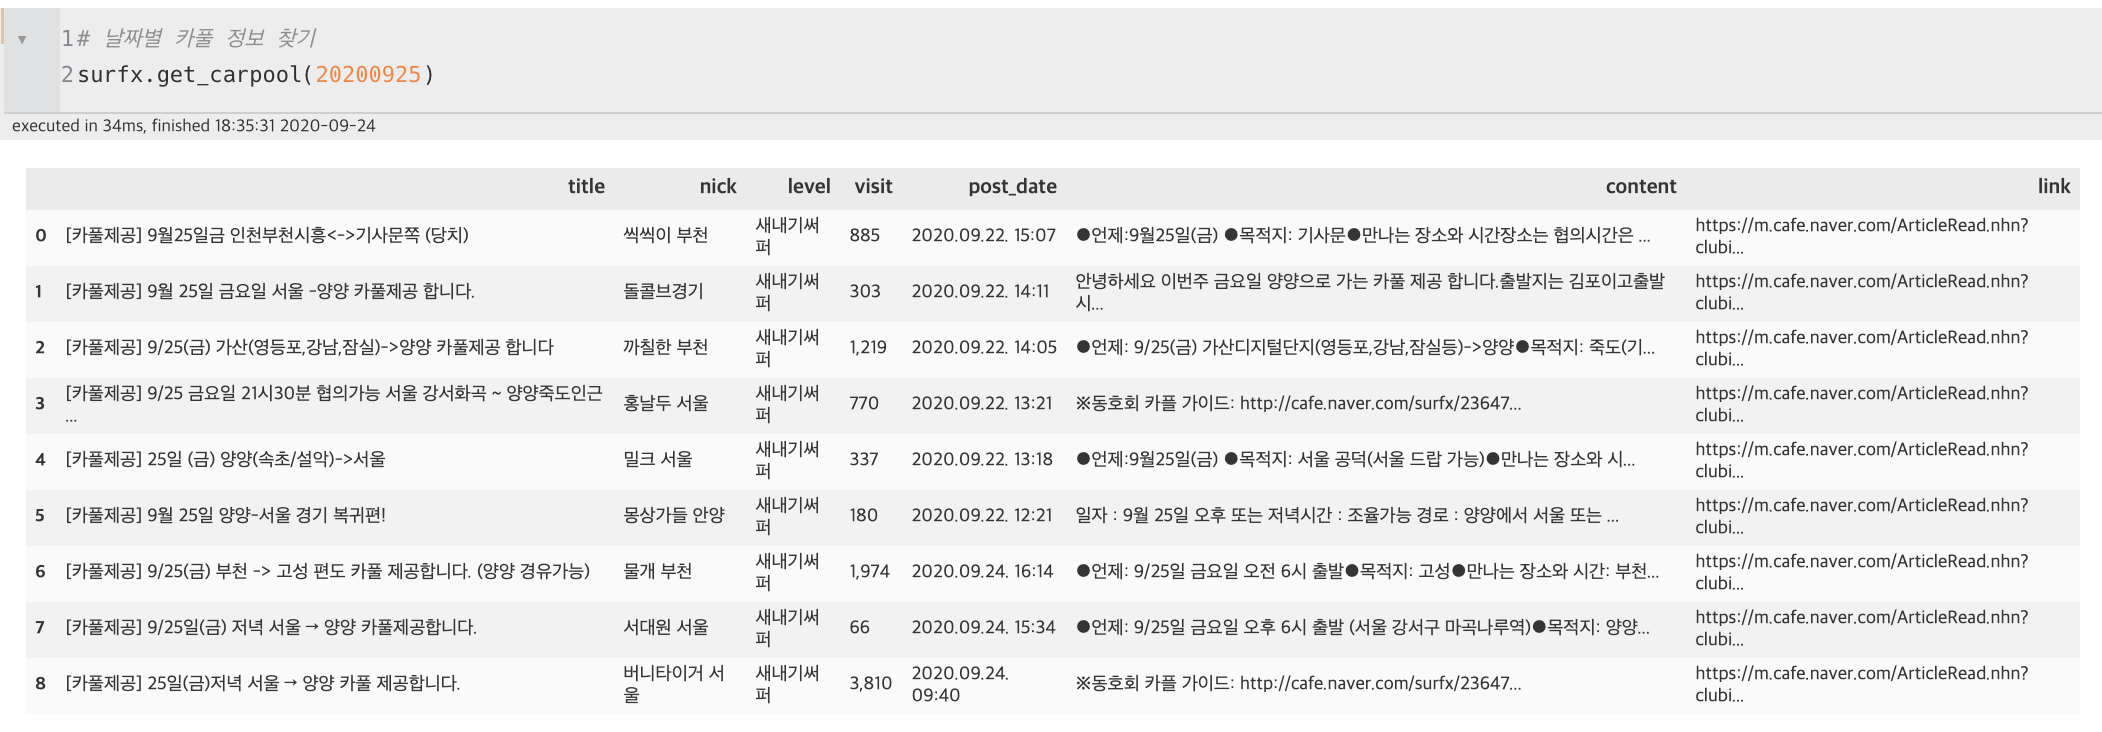 1# 날짜별 카풀 정보 찾기
2surfx.get_carpool(20200925)
executed in 34ms, finished 18:35:31 2020-09-24
title nick level visit post_date content link
0 [카풀제공] 9월25일금 인천부천시흥<->기사문쪽 (당치) 씩씩이 부천 새내기써퍼 885 2020.09.22. 15:07 ●언제:9월25일(금) ●목적지: 기사문●만나는 장소와 시간장소는 협의시간은 ... https://m.cafe.naver.com/ArticleRead.nhn?clubi...
1 [카풀제공] 9월 25일 금요일 서울 -양양 카풀제공 합니다. 돌콜브경기 새내기써퍼 303 2020.09.22. 14:11 안녕하세요 이번주 금요일 양양으로 가는 카풀 제공 합니다.출발지는 김포이고출발시... https://m.cafe.naver.com/ArticleRead.nhn?clubi...
2 [카풀제공] 9/25(금) 가산(영등포,강남,잠실)->양양 카풀제공 합니다 까칠한 부천 새내기써퍼 1,219 2020.09.22. 14:05 ●언제: 9/25(금) 가산디지털단지(영등포,강남,잠실등)->양양●목적지: 죽도(기... https://m.cafe.naver.com/ArticleRead.nhn?clubi...
3 [카풀제공] 9/25 금요일 21시30분 협의가능 서울 강서화곡 ~ 양양죽도인근... 홍날두 서울 새내기써퍼 770 2020.09.22. 13:21 ※동호회 카플 가이드: http://cafe.naver.com/surfx/23647... https://m.cafe.naver.com/ArticleRead.nhn?clubi...
4 [카풀제공] 25일 (금) 양양(속초/설악)->서울 밀크 서울 새내기써퍼 337 2020.09.22. 13:18 ●언제:9월25일(금) ●목적지: 서울 공덕(서울 드랍 가능)●만나는 장소와 시... https://m.cafe.naver.com/ArticleRead.nhn?clubi...
5 [카풀제공] 9월 25일 양양-서울 경기 복귀편! 몽상가들 안양 새내기써퍼 180 2020.09.22. 12:21 일자 : 9월 25일 오후 또는 저녁시간 : 조율가능 경로 : 양양에서 서울 또는 ... https://m.cafe.naver.com/ArticleRead.nhn?clubi...
6 [카풀제공] 9/25(금) 부천 -> 고성 편도 카풀 제공합니다. (양양 경유가능) 물개 부천 새내기써퍼 1,974 2020.09.24. 16:14 ●언제: 9/25일 금요일 오전 6시 출발●목적지: 고성●만나는 장소와 시간: 부천... https://m.cafe.naver.com/ArticleRead.nhn?clubi...
7 [카풀제공] 9/25일(금) 저녁 서울 → 양양 카풀제공합니다. 서대원 서울 새내기써퍼 66 2020.09.24. 15:34 ●언제: 9/25일 금요일 오후 6시 출발 (서울 강서구 마곡나루역)●목적지: 양양... https://m.cafe.naver.com/ArticleRead.nhn?clubi...
8 [카풀제공] 25일(금)저녁 서울 → 양양 카풀 제공합니다. 버니타이거 서울 새내기써퍼 3,810 2020.09.24. 09:40 ※동호회 카플 가이드: http://cafe.naver.com/surfx/23647... https://m.cafe.naver.com/ArticleRead.nhn?clubi...